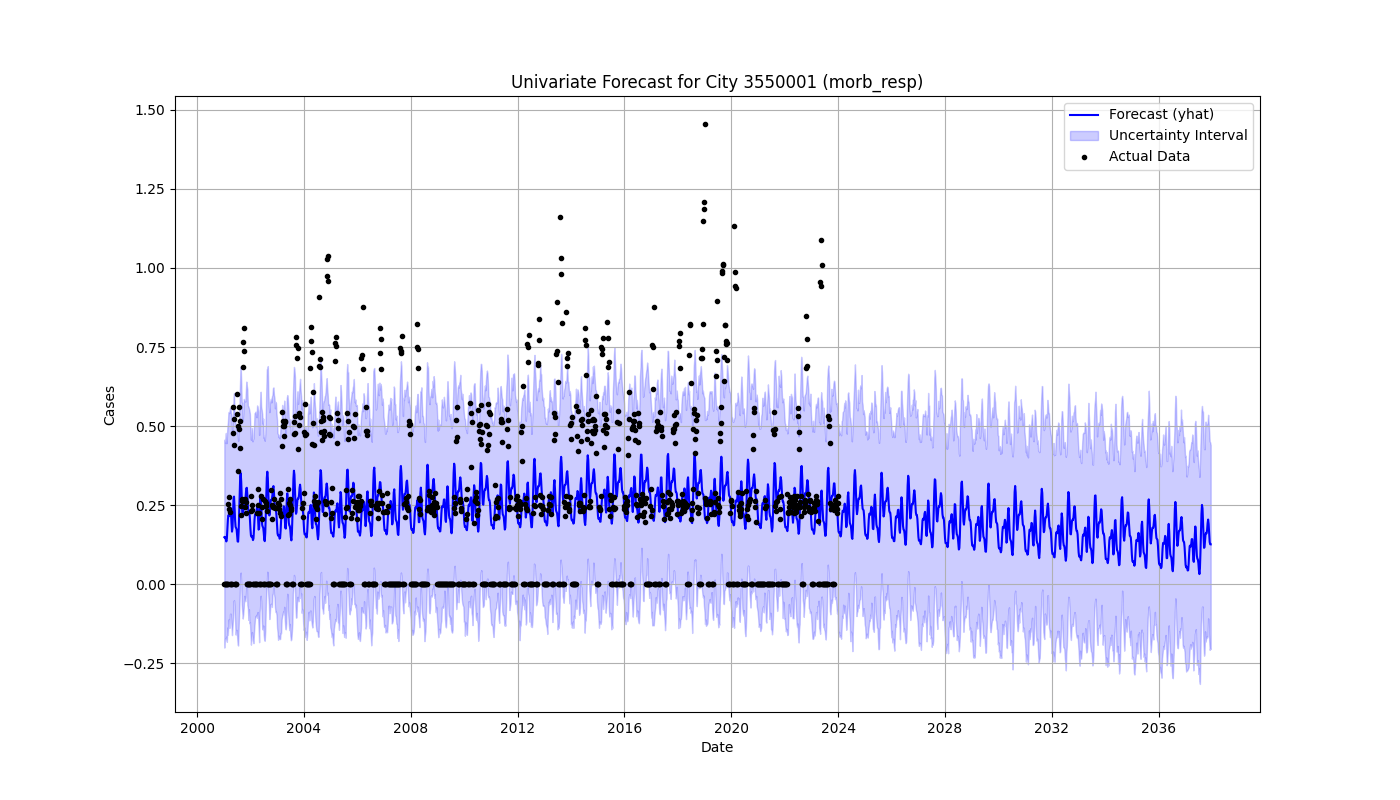 Univariate Forecast for City 3550001 (morb_resp)
Forecast (yhat)
Uncertainty Interval
Actual Data
Cases
1.50
1.25
1.00
0.75
0.50
0.25
0.00
−0.25
2000 2004 2008 2012 2016 2020 2024 2028 2032 2036
Date